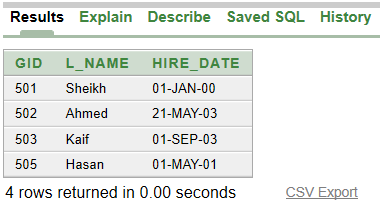 Results Explain Describe Saved SQL History
GID L_NAME HIRE_DATE
501 Sheikh 01-JAN-00
502 Ahmed 21-MAY-03
503 Kaif 01-SEP-03
505 Hasan 01-MAY-01
4 rows returned in 0.00 seconds CSV Export